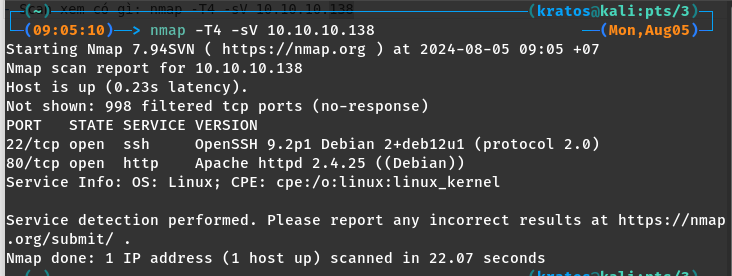 Scan xem có gì: nmap -T4 -sV 10.10.10.138
(~) (kratos@kali:pts/3)
(09:05:10)——> nmap -T4 -sV 10.10.10.138 (Mon,Aug05)
Starting Nmap 7.94SVN ( https://nmap.org ) at 2024-08-05 09:05 +07
Nmap scan report for 10.10.10.138
Host is up (0.23s latency).
Not shown: 998 filtered tcp ports (no-response)
PORT   STATE SERVICE VERSION
22/tcp open  ssh     OpenSSH 9.2p1 Debian 2+deb12u1 (protocol 2.0)
80/tcp open  http    Apache httpd 2.4.25 ((Debian))
Service Info: OS: Linux; CPE: cpe:/o:linux:linux_kernel
Service detection performed. Please report any incorrect results at https://nmap
.org/submit/ .
Nmap done: 1 IP address (1 host up) scanned in 22.07 seconds
(~) (kratos@kali:pts/3)